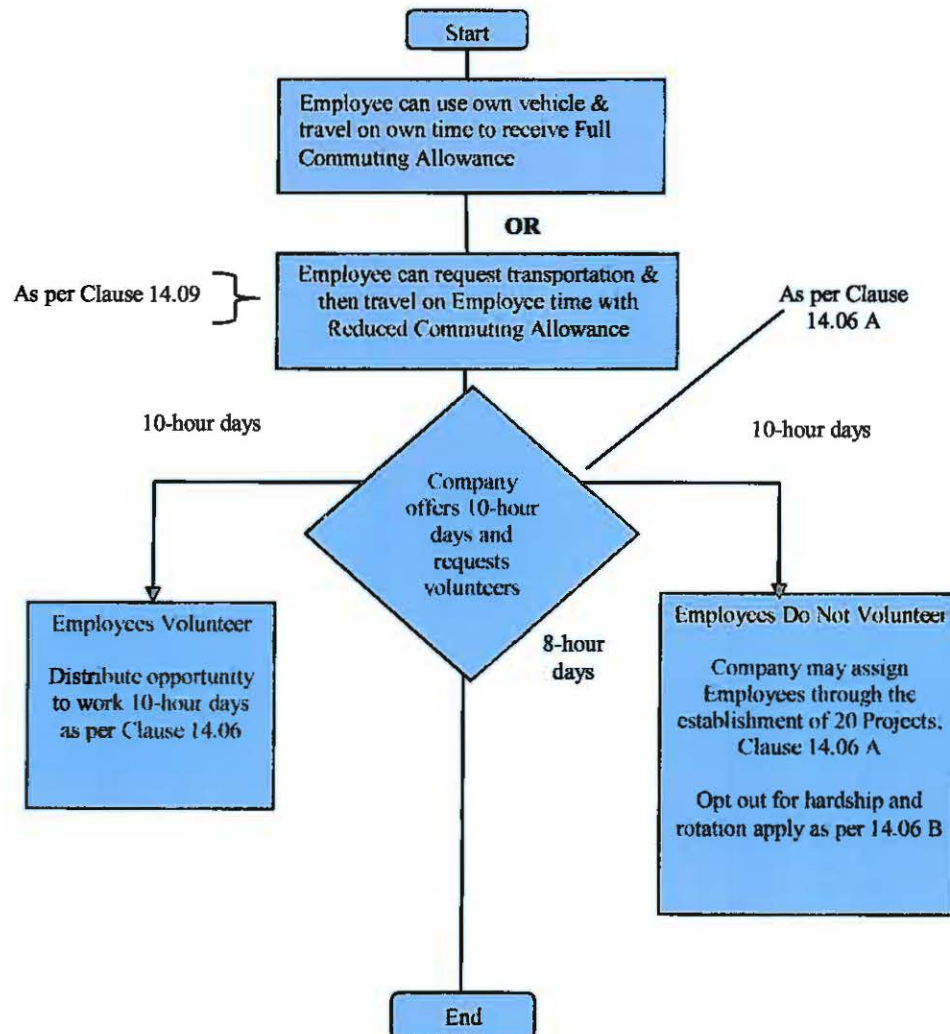 Start
Employee can use own vehicle &
travel on own time to receive Full
Commuting Allowance
OR
As per Clause 14.09
Employee can request transportation &
then travel on Employee time with
Reduced Commuting Allowance
As per Clause
14.06 A
10-hour days
10-hour days
Company
offers 10-hour
days and
requests
volunteers
8-hour
days
Employees Volunteer
Distribute opportunity
to work 10-hour days
as per Clause 14.06
Employees Do Not Volunteer
Company may assign
Employees through the
establishment of 20 Projects.
Clause 14.06 A
Opt out for hardship and
rotation apply as per 14.06 B
End